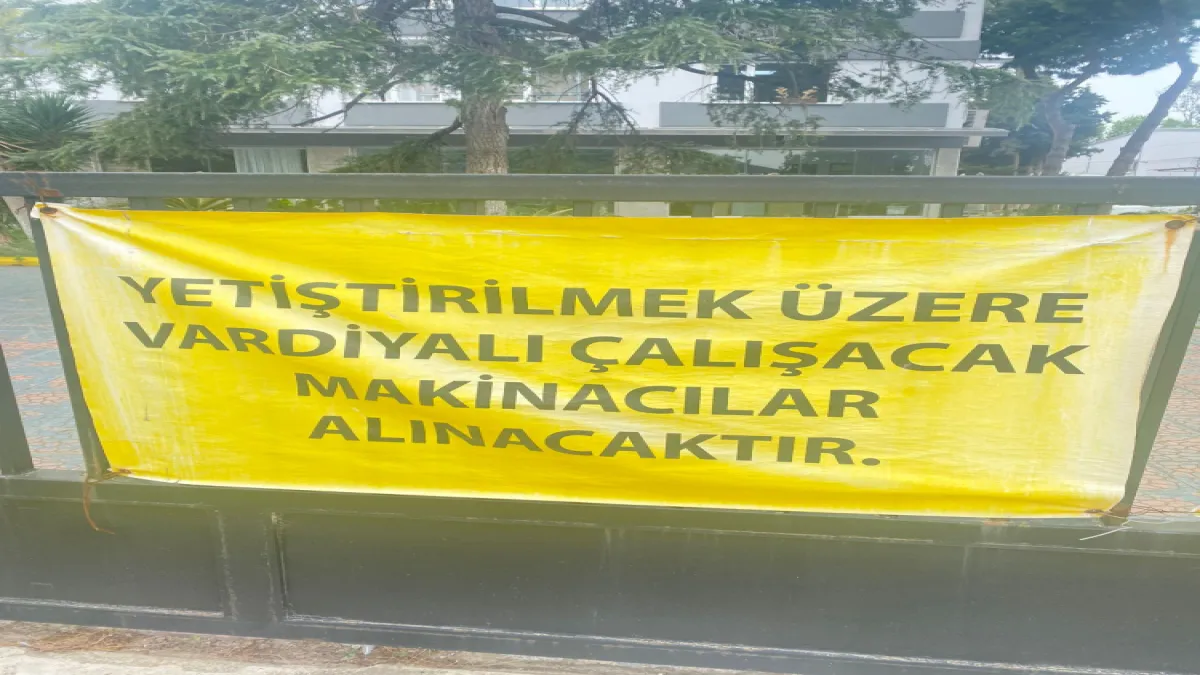 YETİŞTİRİLMEK ÜZERE
VARDİYALI ÇALIŞACAK
MAKİNACILAR
ALINACAKTIR.